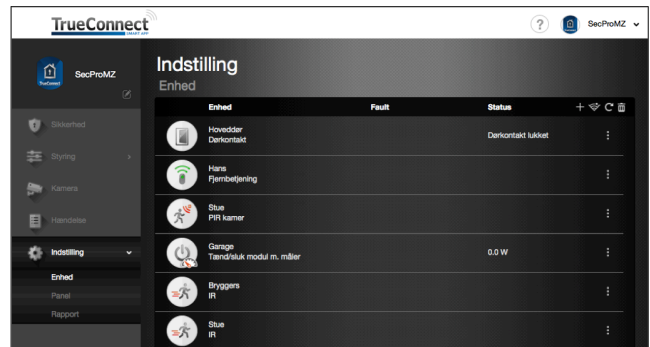 TrueConnect
SMART APP
?
SecProMZ
TrueConnect
SecProMZ
Sikkerhed
Styring
Kamera
Hændelse
Indstilling
Enhed
Panel
Rapport
Indstilling
Enhed
Enhed Fault Status
Hoveddør
Dørkontakt Dørkontakt lukket
Hans
Fjernbetjening
Stue
PIR kamer
Garage
Tænd/sluk modul m. måler 0.0 W
Bryggers
IR
Stue
IR